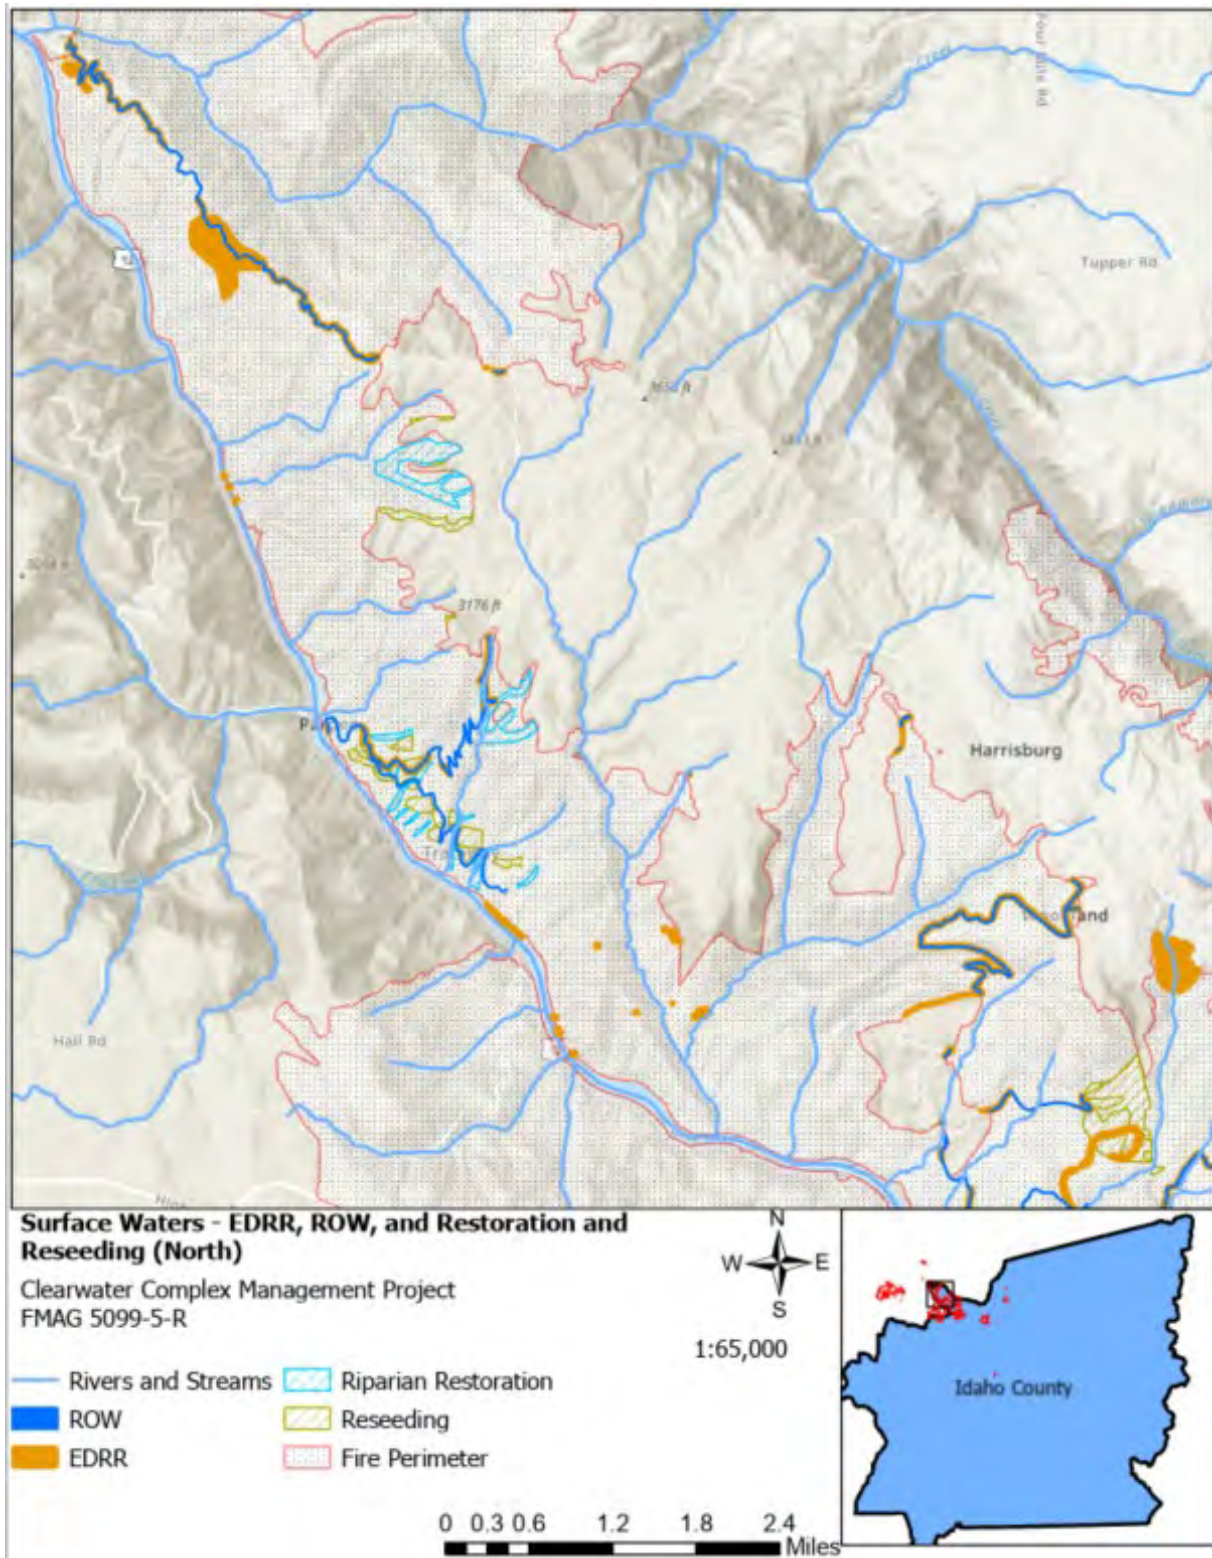 Creek
Tupper Rd
12
3176 ft
Harrisburg
Hall Rd
Surface Waters - EDRR, ROW, and Restoration and
Reseeding (North)
Clearwater Complex Management Project
FMAG 5099-5-R
N
W E
S
1:65,000
Rivers and Streams
Riparian Restoration
ROW
Reseeding
EDRR
Fire Perimeter
0 0.3 0.6 1.2 1.8 2.4
Miles
Idaho County